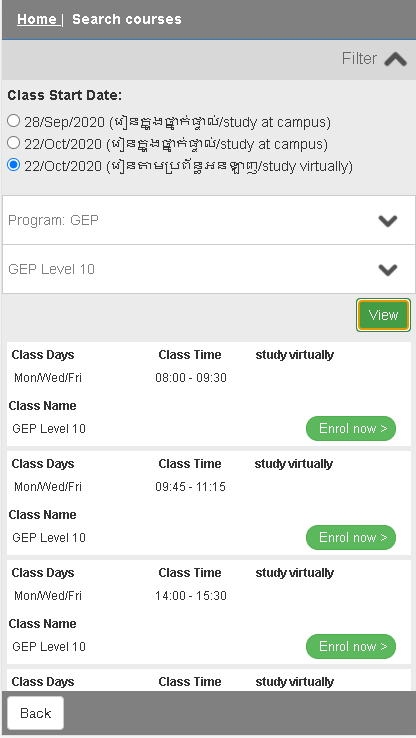 Home | Search courses
Filter
Class Start Date:
28/Sep/2020 (រៀនក្នុងថ្នាក់ផ្ទាល់/study at campus)
22/Oct/2020 (រៀនក្នុងថ្នាក់ផ្ទាល់/study at campus)
22/Oct/2020 (រៀនតាមប្រព័ន្ធអនឡាញ/study virtually)
Program: GEP
GEP Level 10
View
Class Days Class Time study virtually
Mon/Wed/Fri 08:00 - 09:30
Class Name
GEP Level 10 Enrol now >
Class Days Class Time study virtually
Mon/Wed/Fri 09:45 - 11:15
Class Name
GEP Level 10 Enrol now >
Class Days Class Time study virtually
Mon/Wed/Fri 14:00 - 15:30
Class Name
GEP Level 10 Enrol now >
Class Days Class Time study virtually
Back